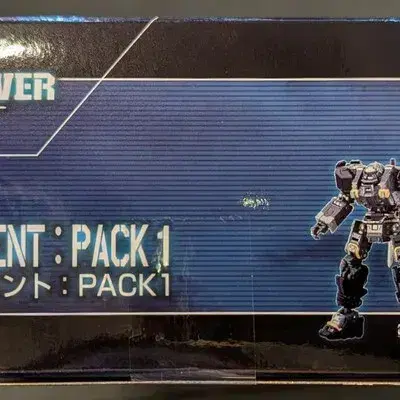 VER
ENT : PACK 1
ント : PACK1